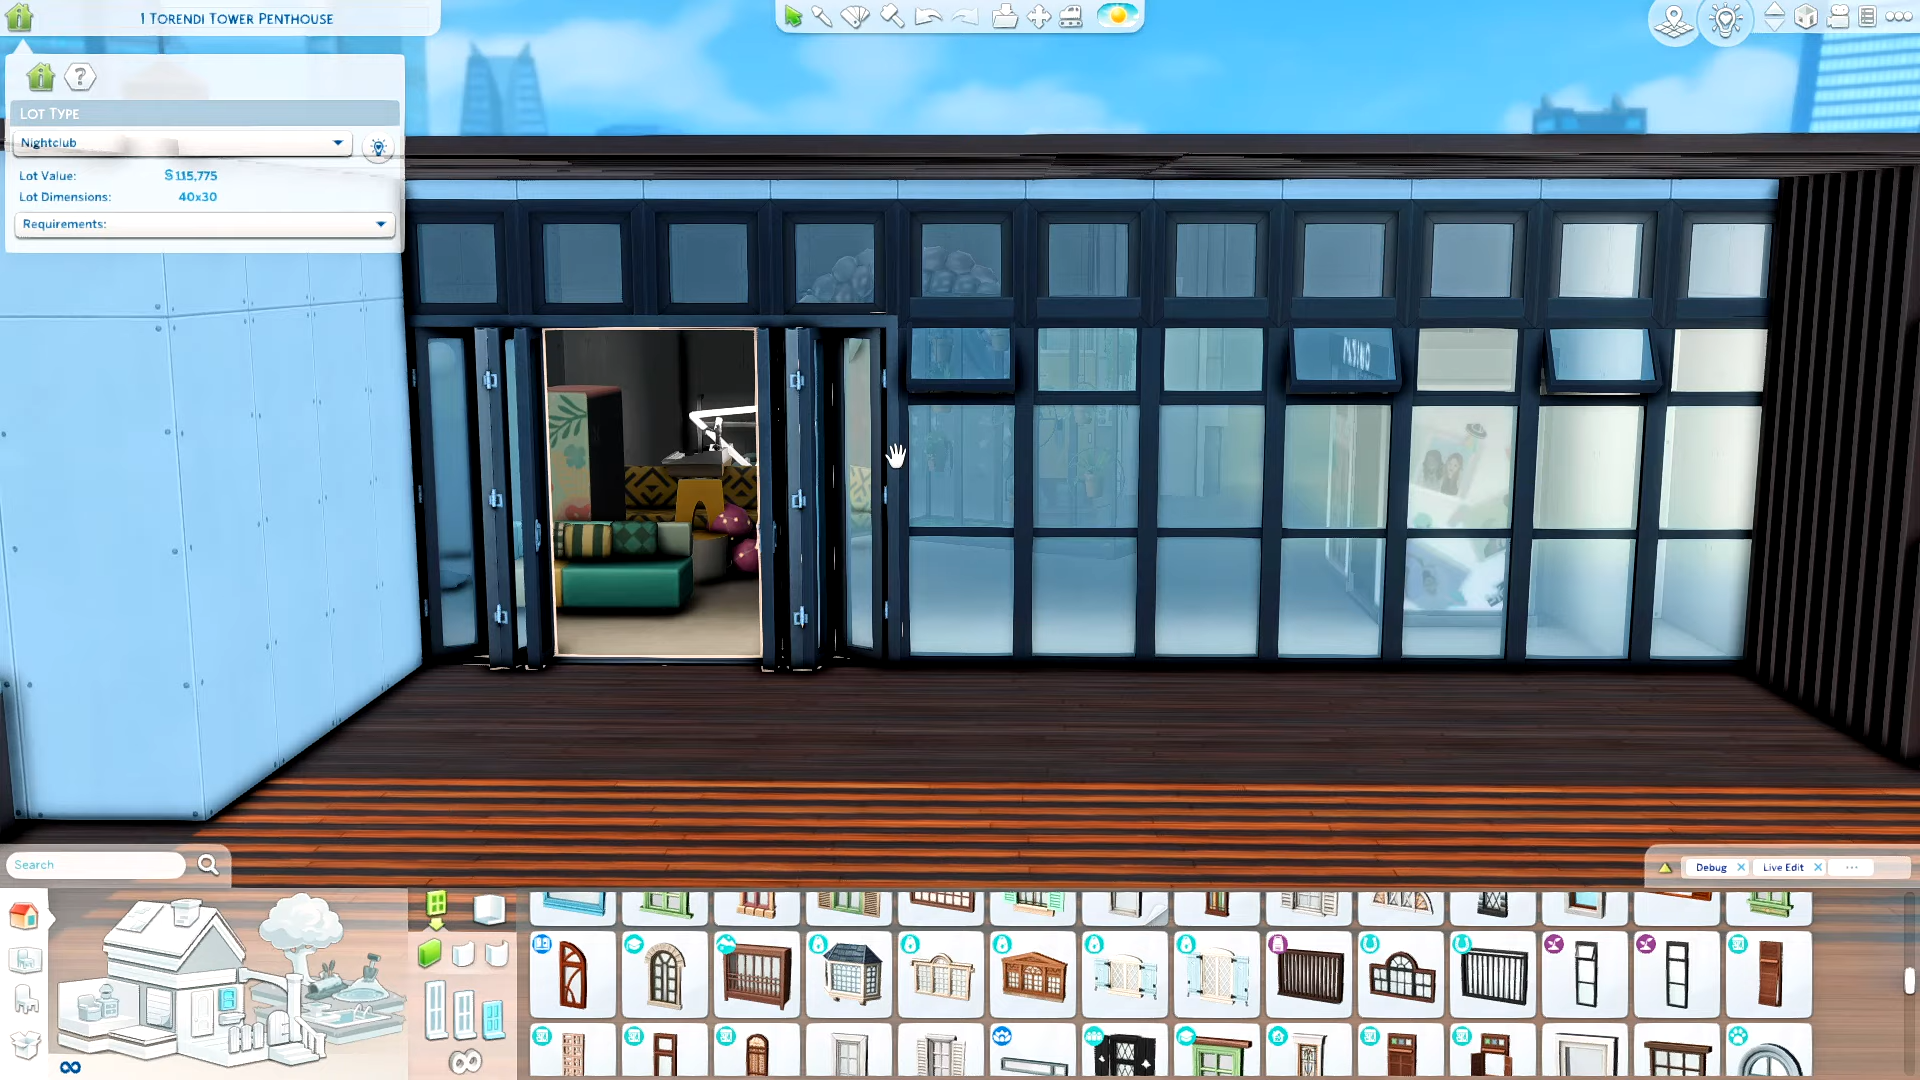 1 Torendi Tower Penthouse
Lot Type
Nightclub
Lot Value: $115,775
Lot Dimensions: 40x30
Requirements:
Search
Debug
Live Edit
...